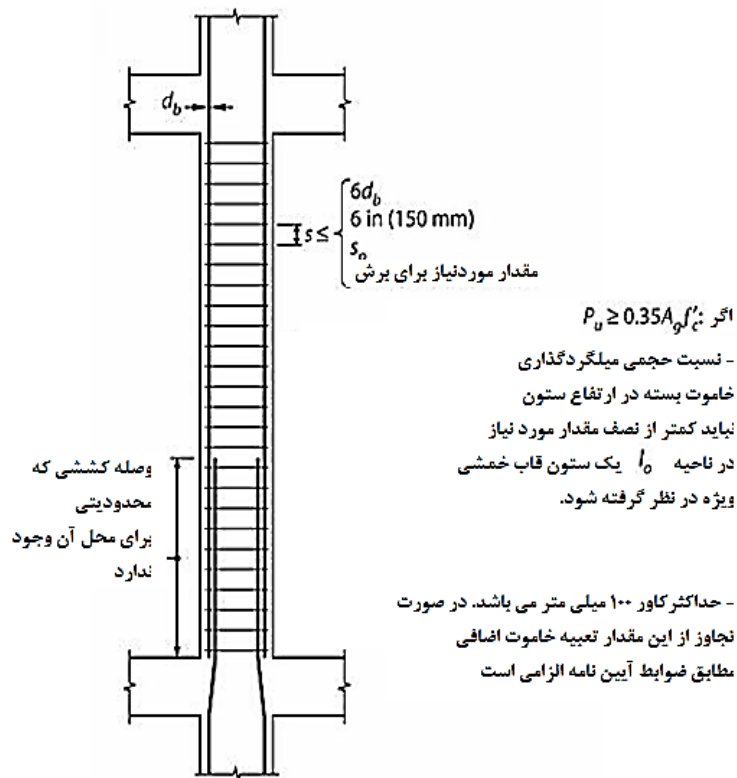 d_b
s ≤
6d_b
6 in (150 mm)
s_o
مقدار موردنیاز برای برش
اگر: P_u ≥ 0.35A_g f'_c
- نسبت حجمی میلگردگذاری
خاموت بسته در ارتفاع ستون
نباید کمتر از نصف مقدار مورد نیاز
در ناحیه l_o یک ستون قاب خمشی
ویژه در نظر گرفته شود.
وصله کششی که
محدودیتی
برای محل آن وجود
ندارد
- حداکثر کاور ۱۰۰ میلی متر می باشد. در صورت
تجاوز از این مقدار تعبیه خاموت اضافی
مطابق ضوابط آیین نامه الزامی است